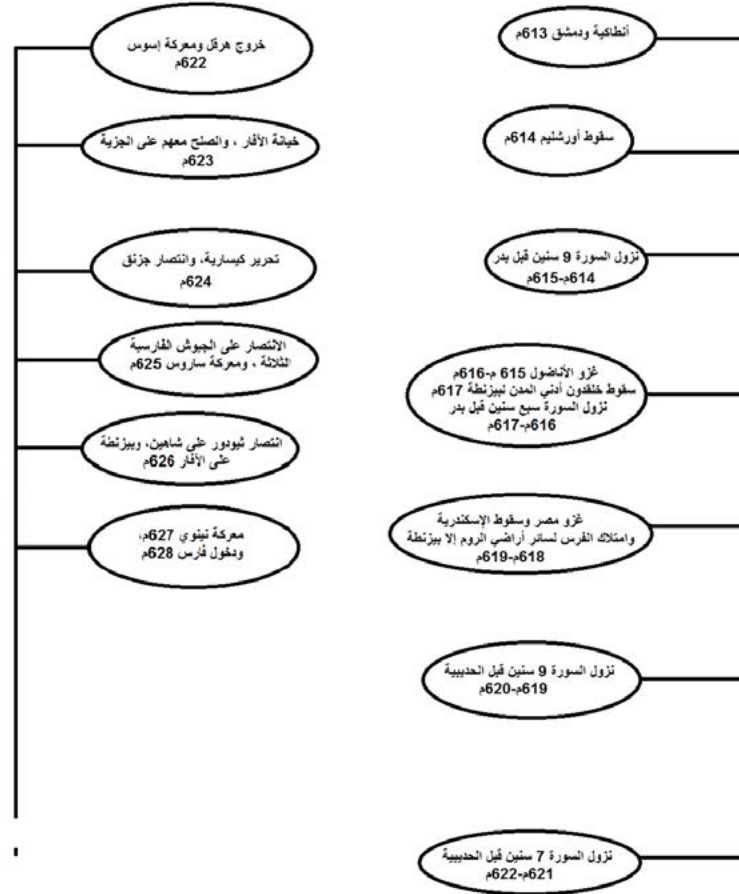 أنطاكية ودمشق 613م
سقوط أورشليم 614م
نزول السورة 9 سنين قبل بدر
614م-615م
غزو الأناضول 615 م-616م
سقوط خلقدون أدني المدن لبيزنطة 617م
نزول السورة سبع سنين قبل بدر
616م-617م
غزو مصر وسقوط الإسكندرية
وامتلاك الفرس لسائر أراضي الروم إلا بيزنطة
618م-619م
نزول السورة 9 سنين قبل الحديبية
619م-620م
نزول السورة 7 سنين قبل الحديبية
621م-622م
خروج هرقل ومعركة إسوس
622م
خيانة الأفار ، والصلح معهم على الجزية
623م
تحرير كيسارية، وانتصار جزنق
624م
الانتصار على الجيوش الفارسية
الثلاثة ، ومعركة ساروس 625م
انتصار ثيودور على شاهين، وبيزنطة
على الأفار 626م
معركة نينوي 627م،
ودخول فارس 628م